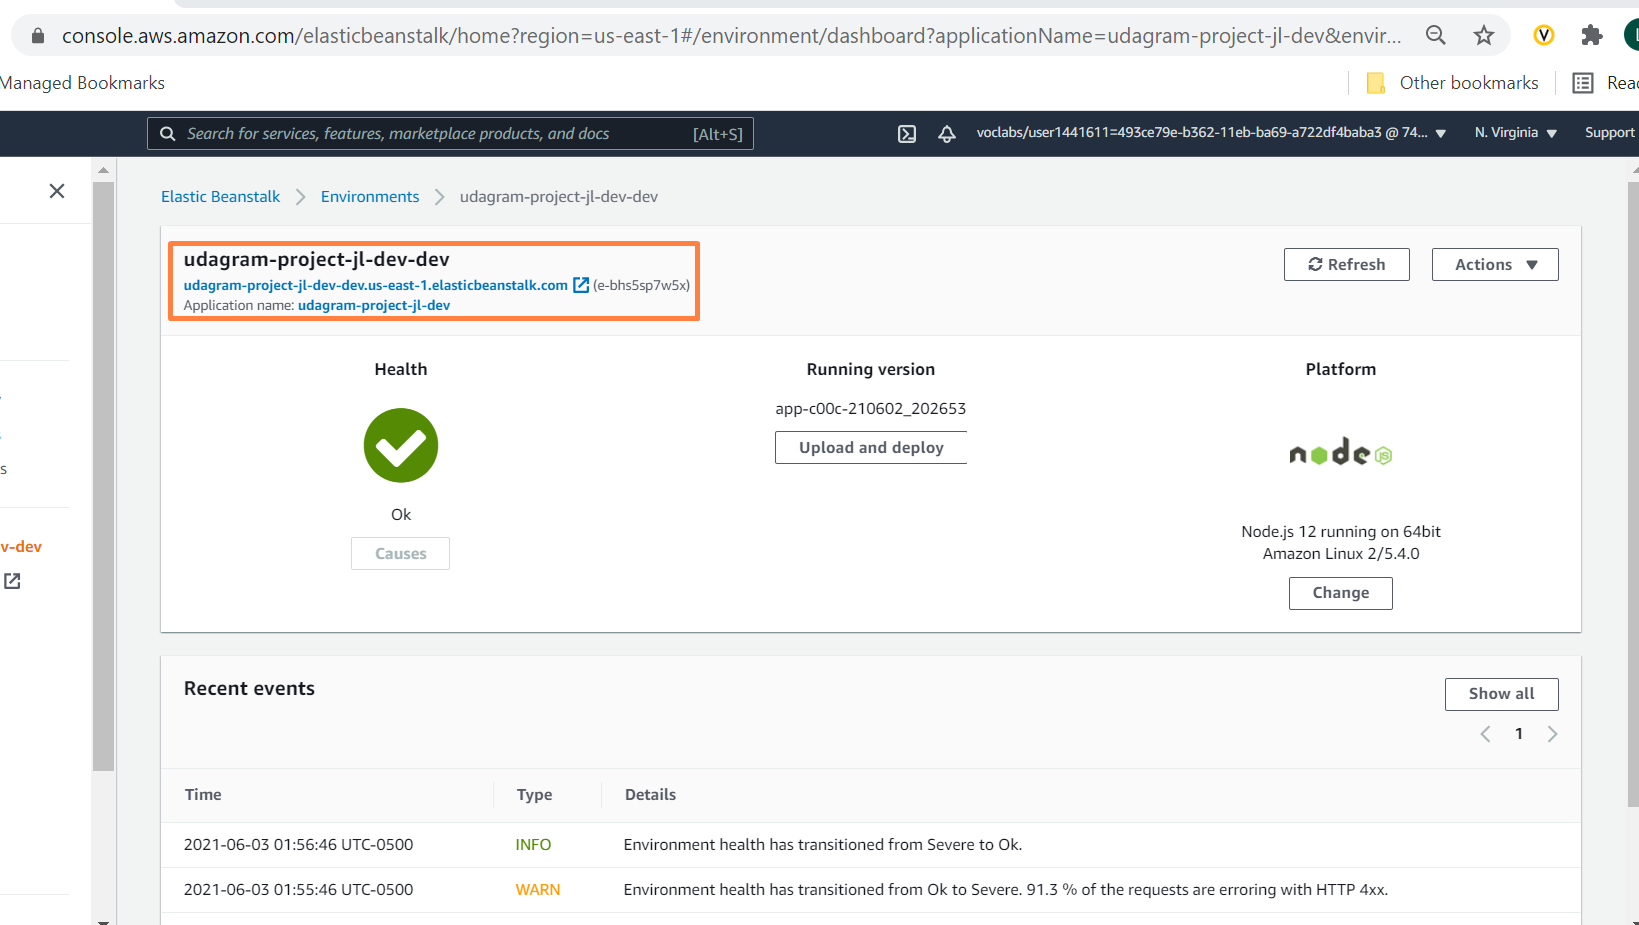 console.aws.amazon.com/elasticbeanstalk/home?region=us-east-1#/environment/dashboard?applicationName=udagram-project-jl-dev&envir...
Managed Bookmarks
Other bookmarks
Read
Search for services, features, marketplace products, and docs [Alt+S]
voclabs/user1441611=493ce79e-b362-11eb-ba69-a722df4baba3 @ 74...
N. Virginia
Support
Elastic Beanstalk
Environments
udagram-project-jl-dev-dev
udagram-project-jl-dev-dev
udagram-project-jl-dev-dev.us-east-1.elasticbeanstalk.com (e-bhs5sp7w5x)
Application name: udagram-project-jl-dev
Refresh
Actions
Health
Running version
Platform
app-c00c-210602_202653
Upload and deploy
node JS
Ok
Causes
Node.js 12 running on 64bit
Amazon Linux 2/5.4.0
Change
s
v-dev
Recent events
Show all
1
Time Type Details
2021-06-03 01:56:46 UTC-0500 INFO Environment health has transitioned from Severe to Ok.
2021-06-03 01:55:46 UTC-0500 WARN Environment health has transitioned from Ok to Severe. 91.3 % of the requests are erroring with HTTP 4xx.